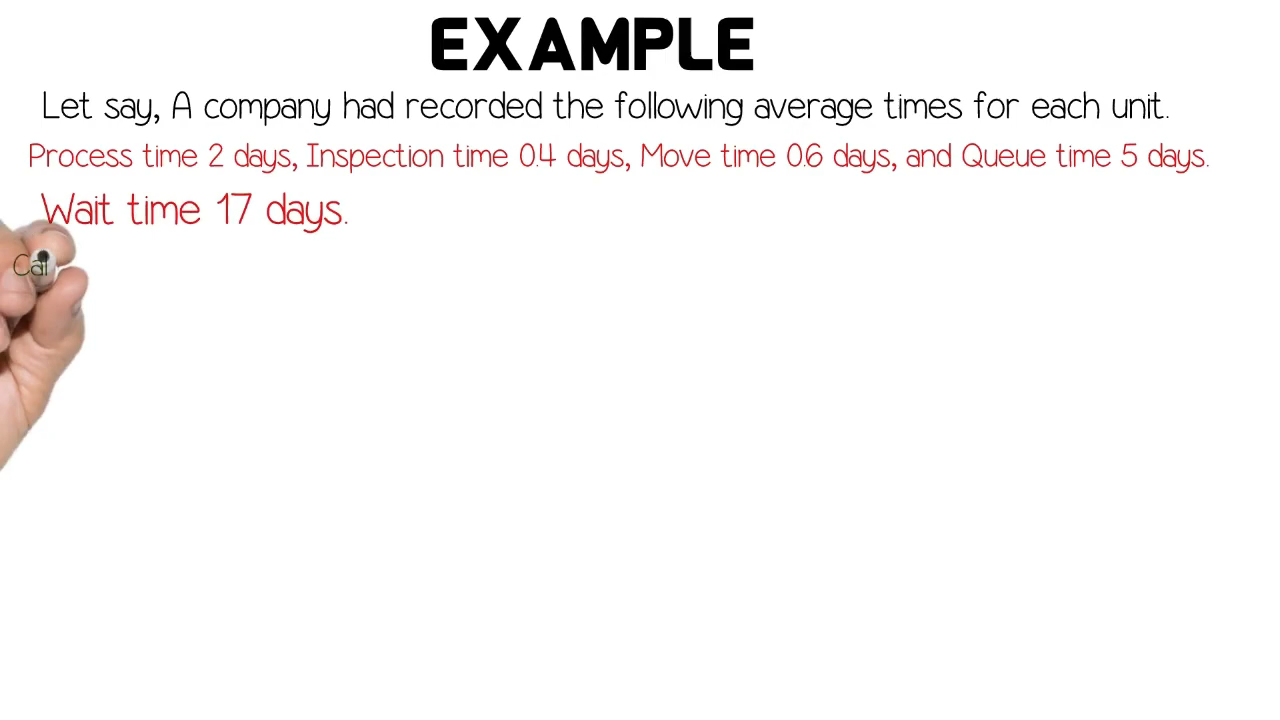 EXAMPLE
Let say, A company had recorded the following average times for each unit.
Process time 2 days, Inspection time 0.4 days, Move time 0.6 days, and Queue time 5 days.
Wait time 17 days.